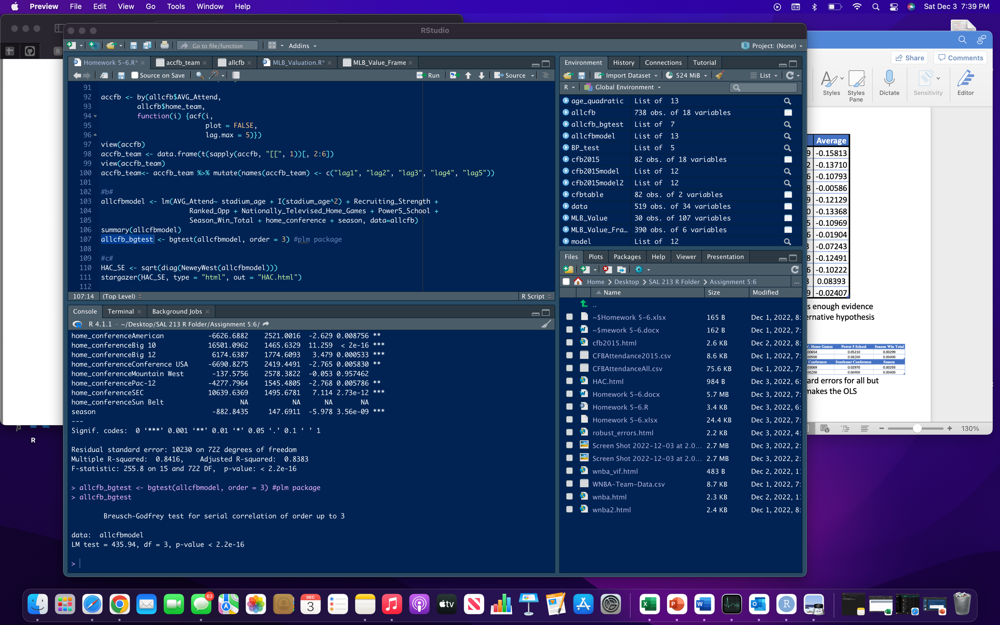 Preview File Edit View Go Tools Window Help Sat Dec 3 7:39 PM
RStudio
Go to file/function Addins Project: (None)
Homework 5-6.R* accfb_team allcfb MLB_Valuation.R* MLB_Value_Frame
Source on Save Run Source
91
92 accfb <- by(allcfb$AVG_Attend,
93 allcfb$home_team,
94 function(i) {acf(i,
95 plot = FALSE,
96 lag.max = 5)})
97 view(accfb)
98 accfb_team <- data.frame(t(sapply(accfb, "[[", 1))[, 2:6])
99 view(accfb_team)
100 accfb_team<- accfb_team %>% mutate(names(accfb_team) <- c("lag1", "lag2", "lag3", "lag4", "lag5"))
101
102 #b#
103 allcfbmodel <- lm(AVG_Attend~ stadium_age + I(stadium_age^2) + Recruiting_Strength +
104 Ranked_Opp + Nationally_Televised_Home_Games + Power5_School +
105 Season_Win_Total + home_conference + season, data=allcfb)
106 summary(allcfbmodel)
107 allcfb_bgtest <- bgtest(allcfbmodel, order = 3) #plm package
108
109 #c#
110 HAC_SE <- sqrt(diag(NeweyWest(allcfbmodel)))
111 stargazer(HAC_SE, type = "html", out = "HAC.html")
112
107:14 (Top Level) R Script
Console Terminal Background Jobs
R 4.1.1 · ~/Desktop/SAL 213 R Folder/Assignment 5:6/
home_conferenceAmerican -6626.6882 2521.0016 -2.629 0.008756 **
home_conferenceBig 10 16501.0962 1465.6329 11.259 < 2e-16 ***
home_conferenceBig 12 6174.6387 1774.6093 3.479 0.000533 ***
home_conferenceConference USA -6690.8275 2419.4491 -2.765 0.005830 **
home_conferenceMountain West -137.5756 2578.3822 -0.053 0.957462
home_conferencePac-12 -4277.7964 1545.4805 -2.768 0.005786 **
home_conferenceSEC 10639.6369 1495.6781 7.114 2.73e-12 ***
home_conferenceSun Belt NA NA NA NA
season -882.8435 147.6911 -5.978 3.56e-09 ***
---
Signif. codes: 0 ‘***’ 0.001 ‘**’ 0.01 ‘*’ 0.05 ‘.’ 0.1 ‘ ’ 1
Residual standard error: 10230 on 722 degrees of freedom
Multiple R-squared: 0.8416, Adjusted R-squared: 0.8383
F-statistic: 255.8 on 15 and 722 DF, p-value: < 2.2e-16
> allcfb_bgtest <- bgtest(allcfbmodel, order = 3) #plm package
> allcfb_bgtest
Breusch-Godfrey test for serial correlation of order up to 3
data: allcfbmodel
LM test = 435.94, df = 3, p-value < 2.2e-16
>
Environment History Connections Tutorial
Import Dataset 524 MiB List
R Global Environment
age_quadratic List of 13
allcfb 738 obs. of 18 variables
allcfb_bgtest List of 7
allcfbmodel List of 13
BP_test List of 5
cfb2015 82 obs. of 18 variables
cfb2015model List of 12
cfb2015model2 List of 12
cfbtable 82 obs. of 2 variables
data 519 obs. of 34 variables
MLB_Value 30 obs. of 107 variables
MLB_Value_Fra… 390 obs. of 6 variables
model List of 12
Files Plots Packages Help Viewer Presentation
Home Desktop SAL 213 R Folder Assignment 5:6 ...
Name Size Modified
..
~$Homework 5-6.xlsx 165 B Dec 1, 2022, 8:
~$mework 5-6.docx 162 B Dec 1, 2022, 7:
cfb2015.html 2.6 KB Dec 2, 2022, 8:
CFBAttendance2015.csv 8.6 KB Dec 1, 2022, 7:
CFBAttendanceAll.csv 75.6 KB Dec 1, 2022, 7:
HAC.html 984 B Dec 3, 2022, 6:
Homework 5-6.docx 5.7 MB Dec 3, 2022, 7:
Homework 5-6.R 3.4 KB Dec 3, 2022, 6:
Homework 5-6.xlsx 24.4 KB Dec 3, 2022, 7:
robust_errors.html 2.2 KB Dec 3, 2022, 4:
Screen Shot 2022-12-03 at 2.0... 2.7 MB Dec 3, 2022, 2:
Screen Shot 2022-12-03 at 2.0... 2.7 MB Dec 3, 2022, 2:
wnba_vif.html 483 B Dec 2, 2022, 1
WNBA-Team-Data.csv 8.7 KB Dec 1, 2022, 7:
wnba.html 2.3 KB Dec 2, 2022, 1
wnba2.html 2.4 KB Dec 1, 2022, 8:
Share Comments
Styles Styles Pane Dictate Sensitivity Editor
Average
9 -0.15813
2 -0.13710
6 -0.10793
8 -0.00586
9 -0.12129
0 -0.13368
5 -0.10969
6 -0.01904
3 -0.07243
8 -0.12491
6 -0.10222
3 0.08393
9 -0.02407
s enough evidence
ernative hypothesis
V. Home Games Power 5 School Season Win Total
00654 0.05210 0.00299
00900 0.08200 0.00400
Conference Southeast Conference Season
03069 0.02970 0.00293
06200 0.06900 0.00400
ard errors for all but
makes the OLS
130%
B
R
63
DEC
3
tv
X P W O R